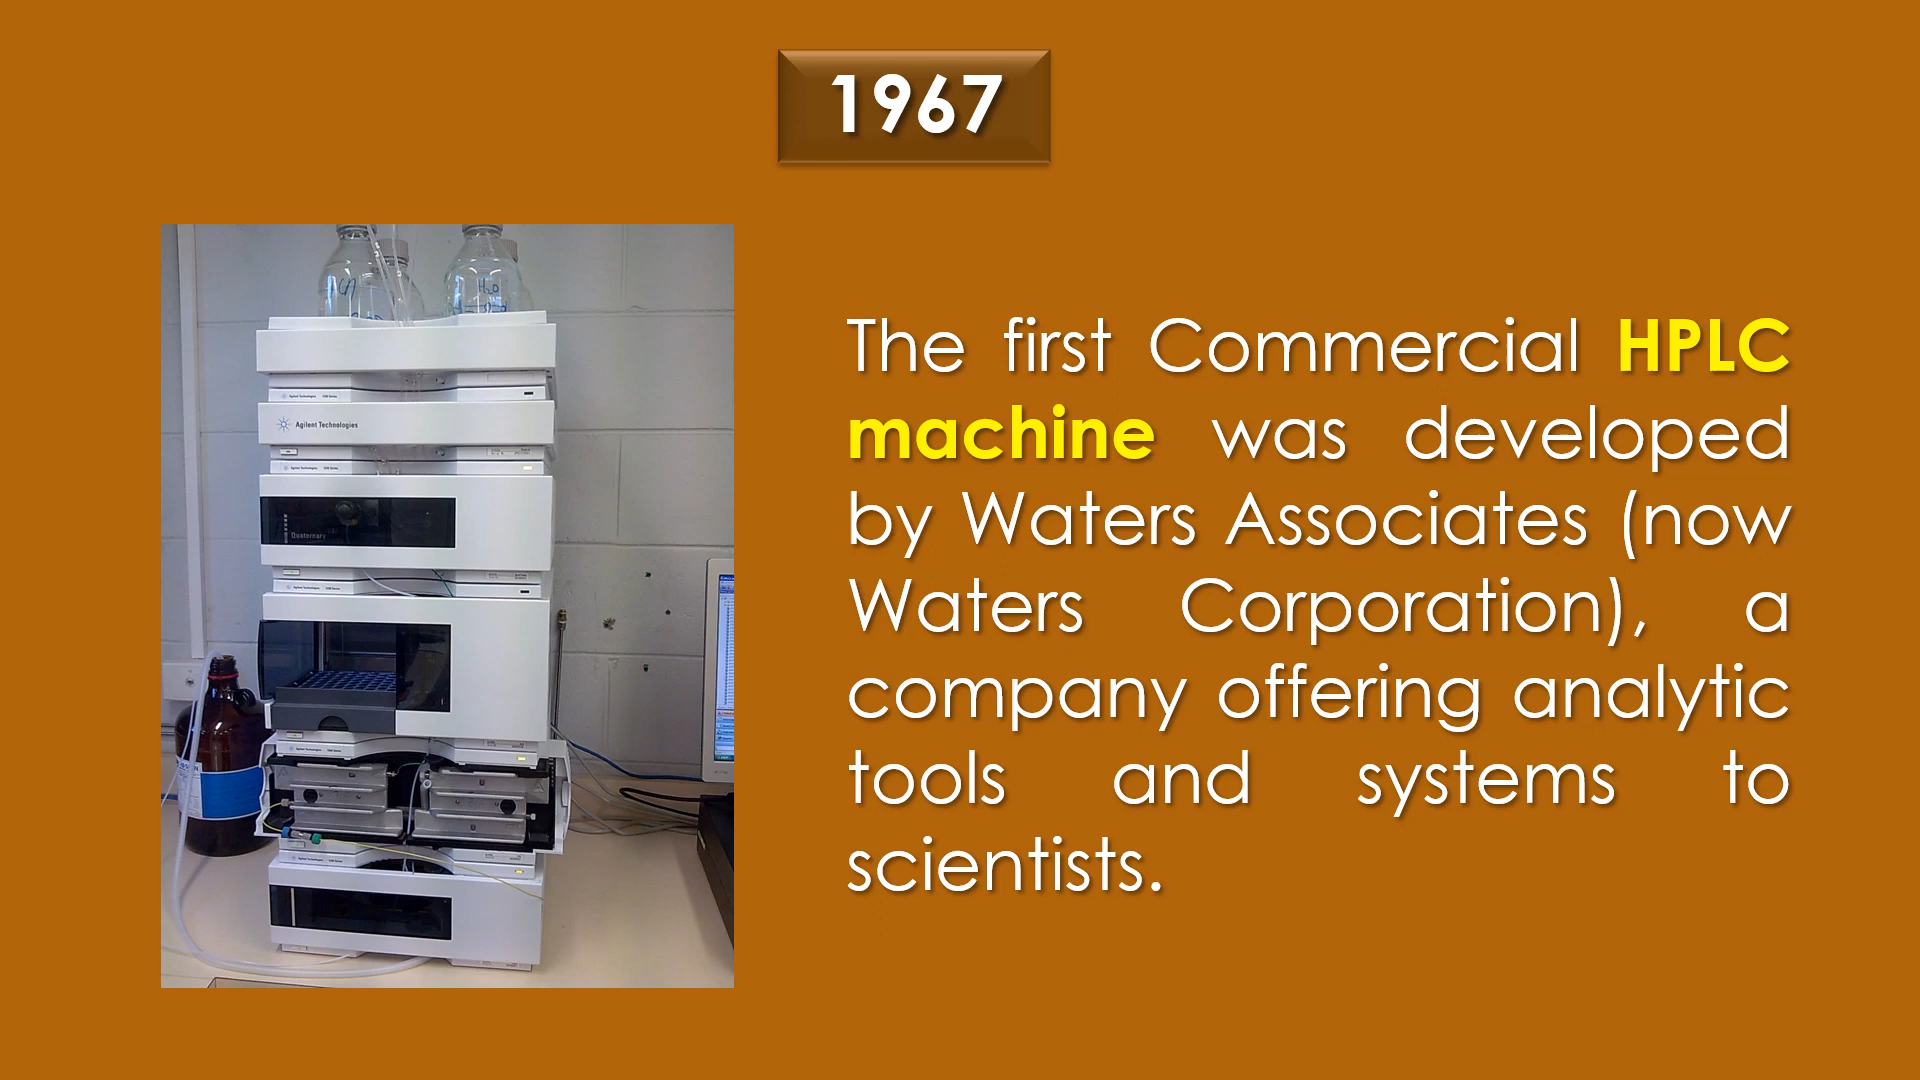 1967
The first Commercial HPLC
machine was developed
by Waters Associates (now
Waters Corporation), a
company offering analytic
tools and systems to
scientists.
H₂O
Agilent Technologies
Quaternary